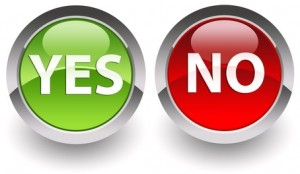 YES NO